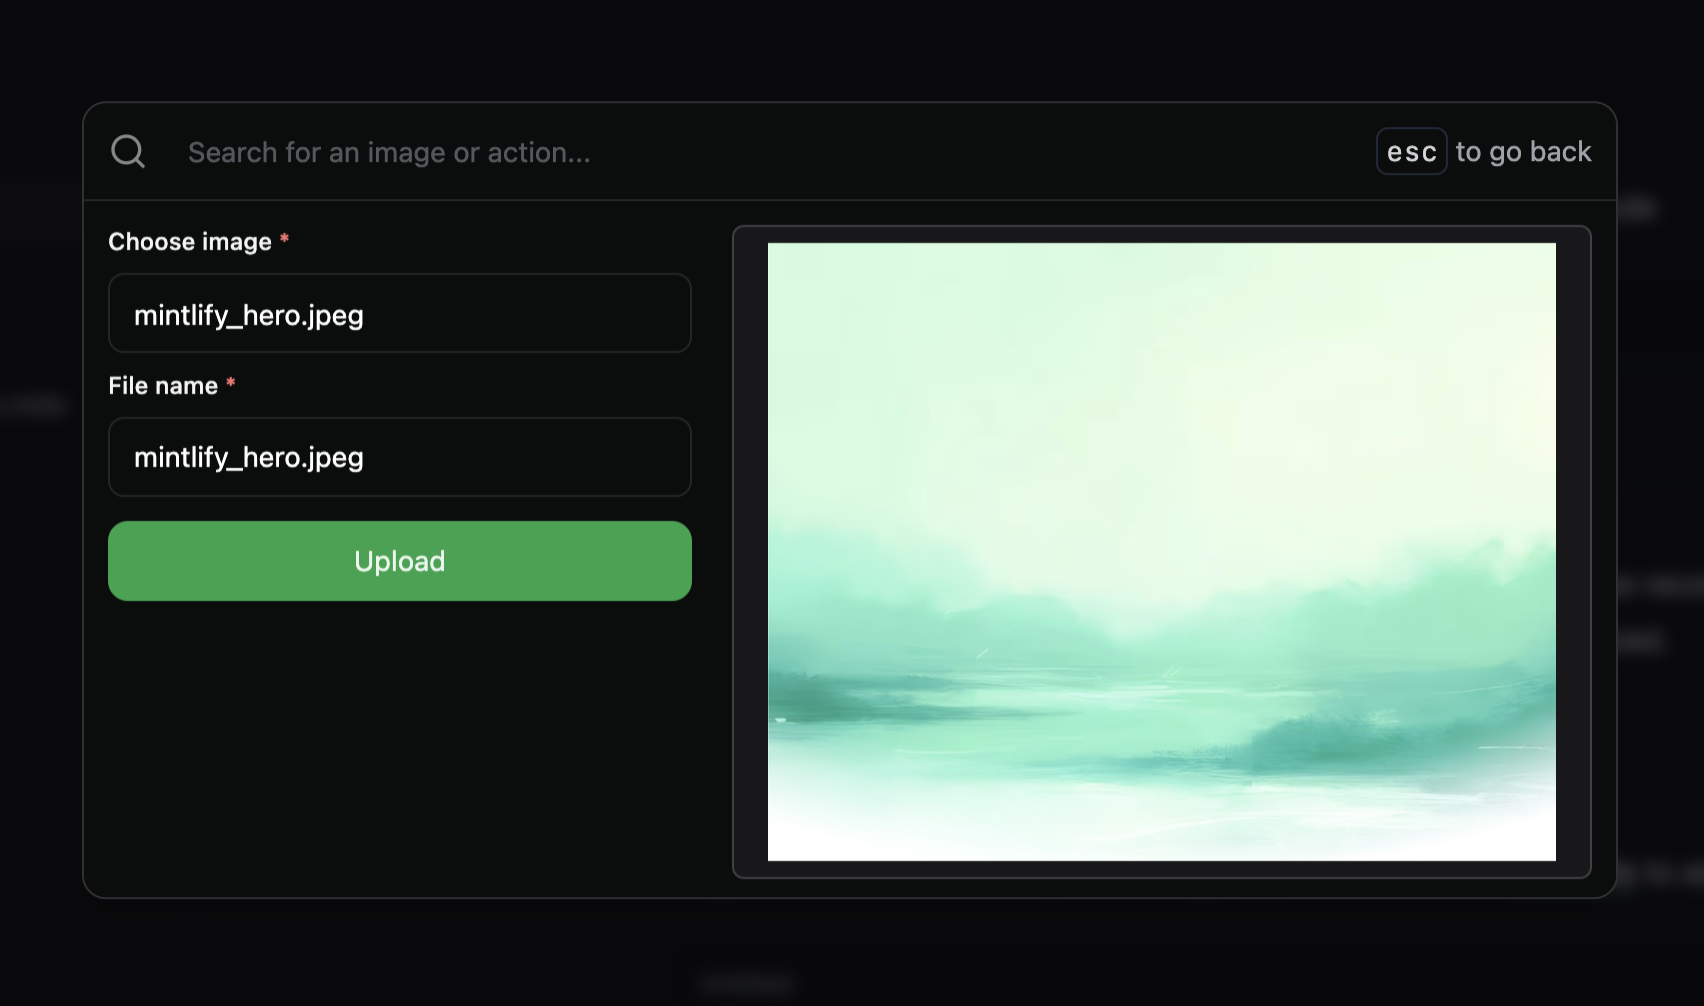 Search for an image or action...
esc to go back
Choose image *
mintlify_hero.jpeg
File name *
mintlify_hero.jpeg
Upload